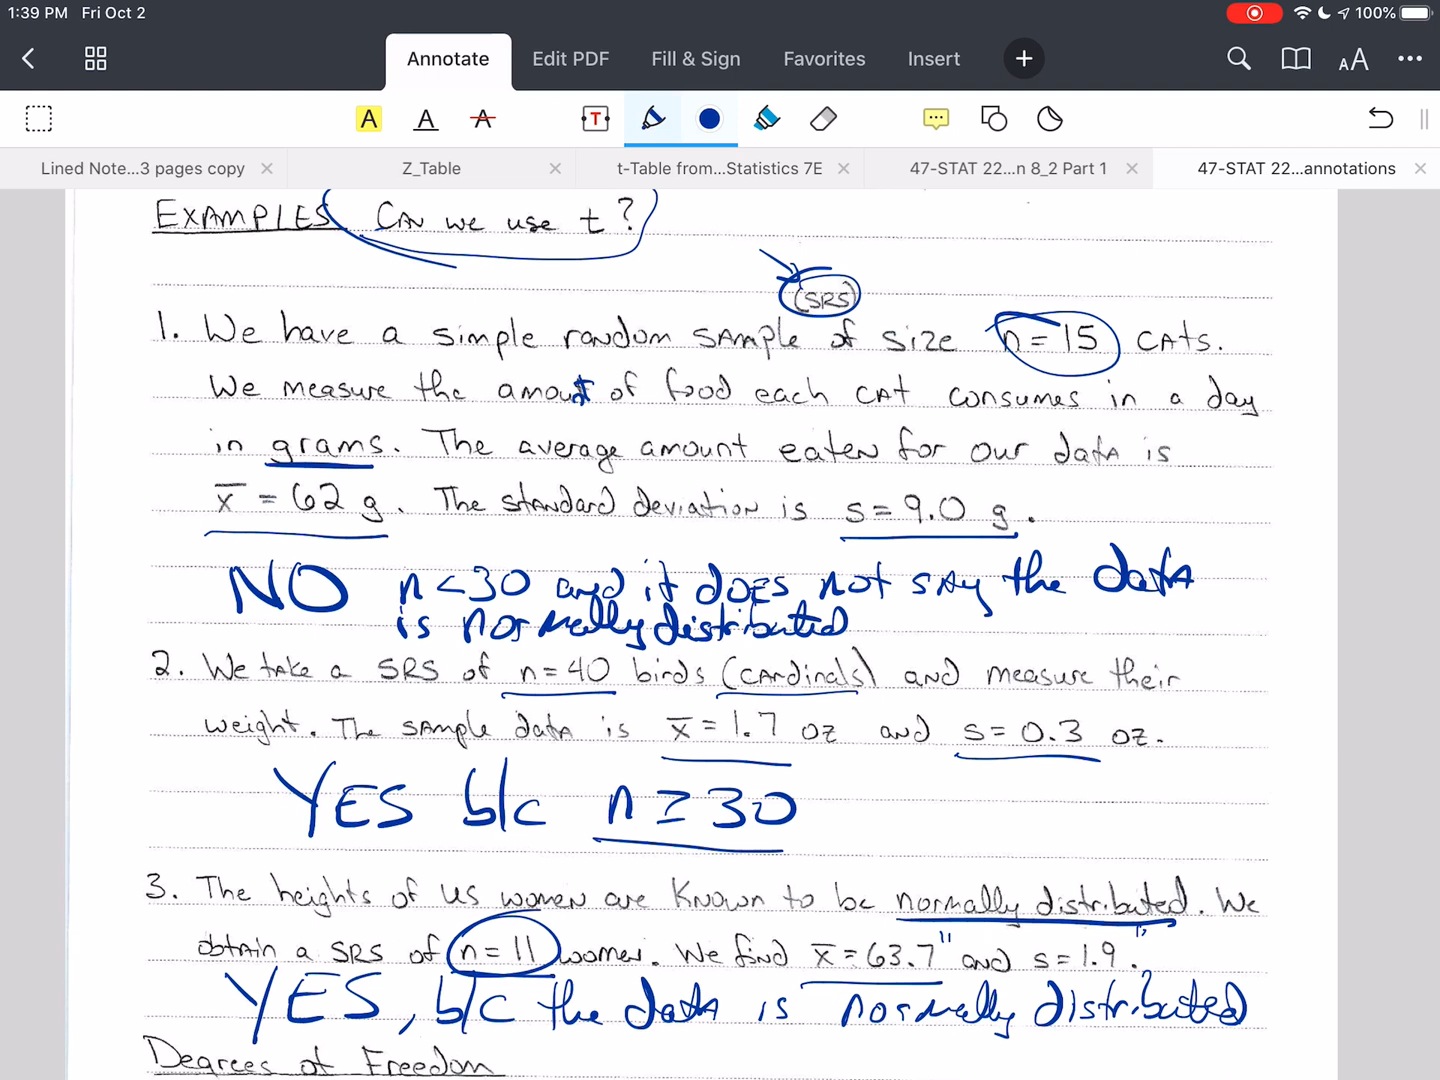 1:39 PM Fri Oct 2
100%
Annotate Edit PDF Fill & Sign Favorites Insert
Lined Note...3 pages copy Z_Table t-Table from...Statistics 7E 47-STAT 22...n 8_2 Part 1 47-STAT 22...annotations
EXAMPLES CAN we use t?
(SRS)
1. We have a simple random sample of size n = 15 CAts.
We measure the amout of food each CAT consumes in a day
in grams. The average amount eaten for our data is
x̄ = 62 g. The standard deviation is s = 9.0 g.
NO n < 30 and it DOES not say the data
is normally distributed
2. We take a SRS of n = 40 birds (cardinals) and measure their
weight. The sample data is x̄ = 1.7 oz and s = 0.3 oz.
YES b/c n ≥ 30
3. The heights of US women are known to be normally distributed. We
obtain a SRS of n = 11 women. We find x̄ = 63.7" and s = 1.9".
YES, b/c the data is normally distributed
Degrees of Freedom